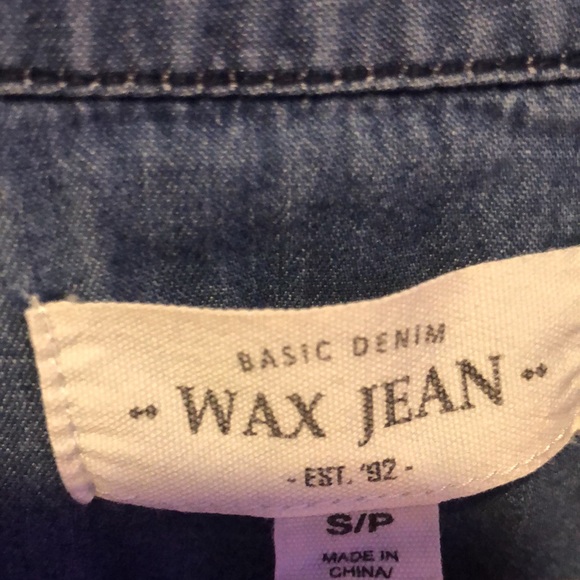 BASIC DENIM
WAX JEAN
- EST. '92 -
S/P
MADE IN
CHINA/